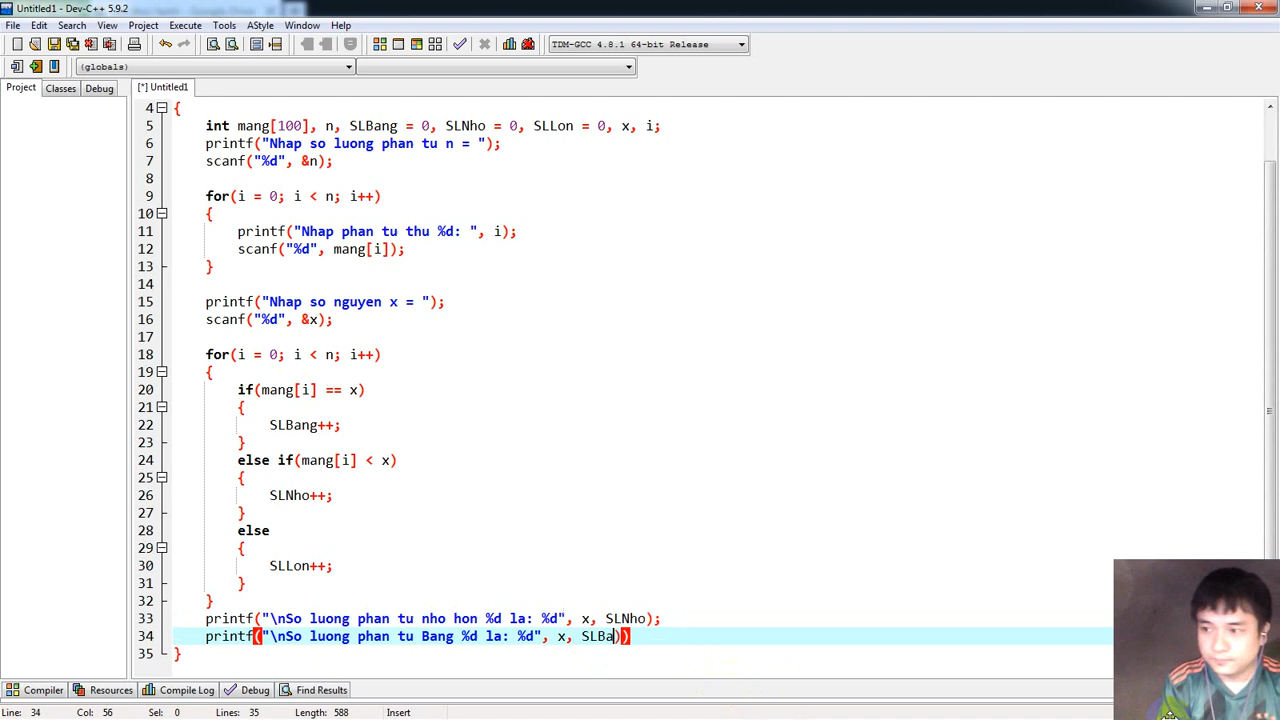 Untitled1 - Dev-C++ 5.9.2
File Edit Search View Project Execute Tools AStyle Window Help
TDM-GCC 4.8.1 64-bit Release
(globals)
Project Classes Debug [*] Untitled1
4 {
5 int mang[100], n, SLBang = 0, SLNho = 0, SLLon = 0, x, i;
6 printf("Nhap so luong phan tu n = ");
7 scanf("%d", &n);
8
9 for(i = 0; i < n; i++)
10 {
11 printf("Nhap phan tu thu %d: ", i);
12 scanf("%d", mang[i]);
13 }
14
15 printf("Nhap so nguyen x = ");
16 scanf("%d", &x);
17
18 for(i = 0; i < n; i++)
19 {
20 if(mang[i] == x)
21 {
22 SLBang++;
23 }
24 else if(mang[i] < x)
25 {
26 SLNho++;
27 }
28 else
29 {
30 SLLon++;
31 }
32 }
33 printf("\nSo luong phan tu nho hon %d la: %d", x, SLNho);
34 printf("\nSo luong phan tu Bang %d la: %d", x, SLBa))
35 }
Compiler Resources Compile Log Debug Find Results
Line: 34 Col: 56 Sel: 0 Lines: 35 Length: 588 Insert